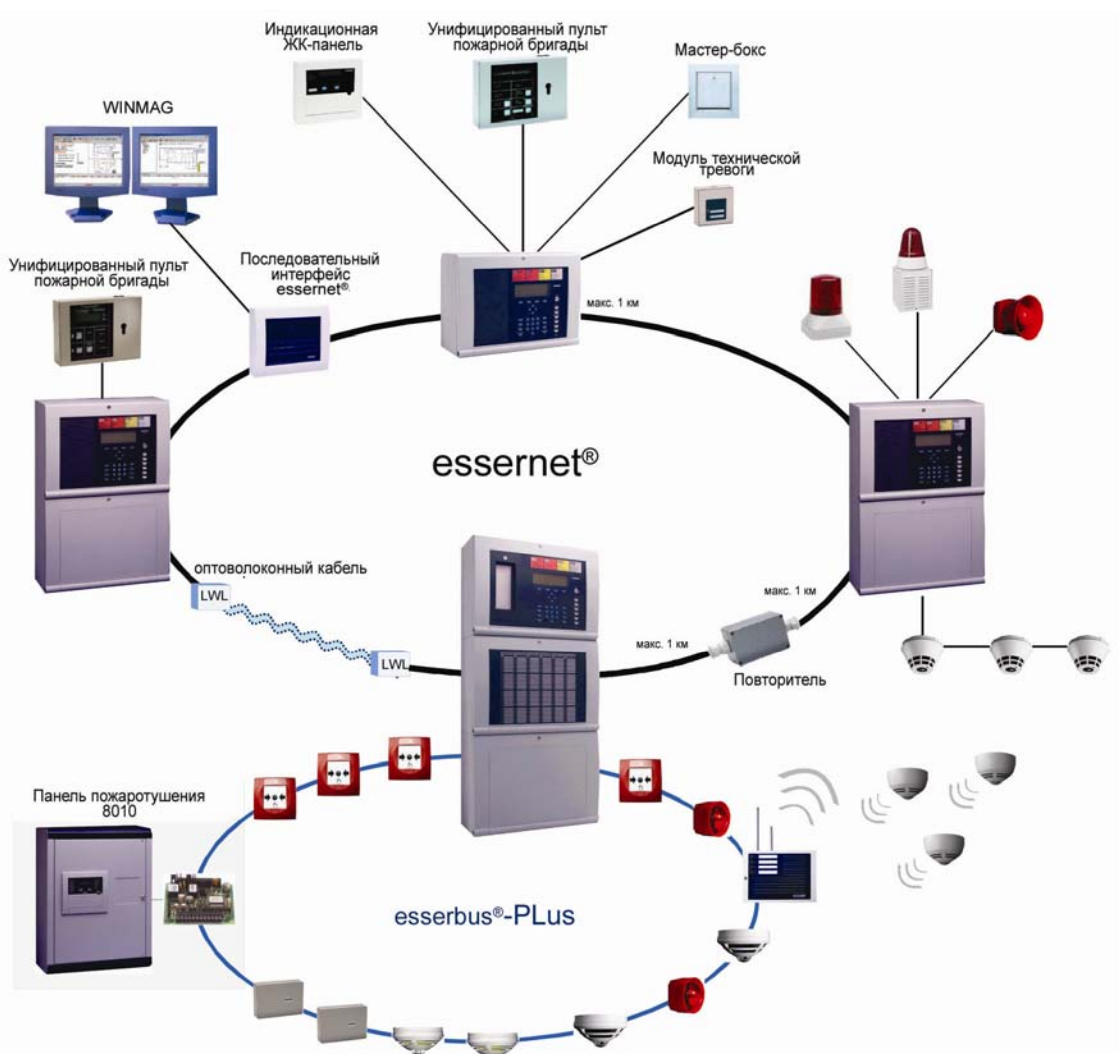 Индикационная
ЖК-панель
Унифицированный пульт
пожарной бригады
Мастер-бокс
WINMAG
Модуль технической
тревоги
Унифицированный пульт
пожарной бригады
Последовательный
интерфейс
essernet®.
макс. 1 км
essernet®
оптоволоконный кабель
LWL
LWL
макс. 1 км
макс. 1 км
Повторитель
Панель пожаротушения
8010
esserbus®-PLus